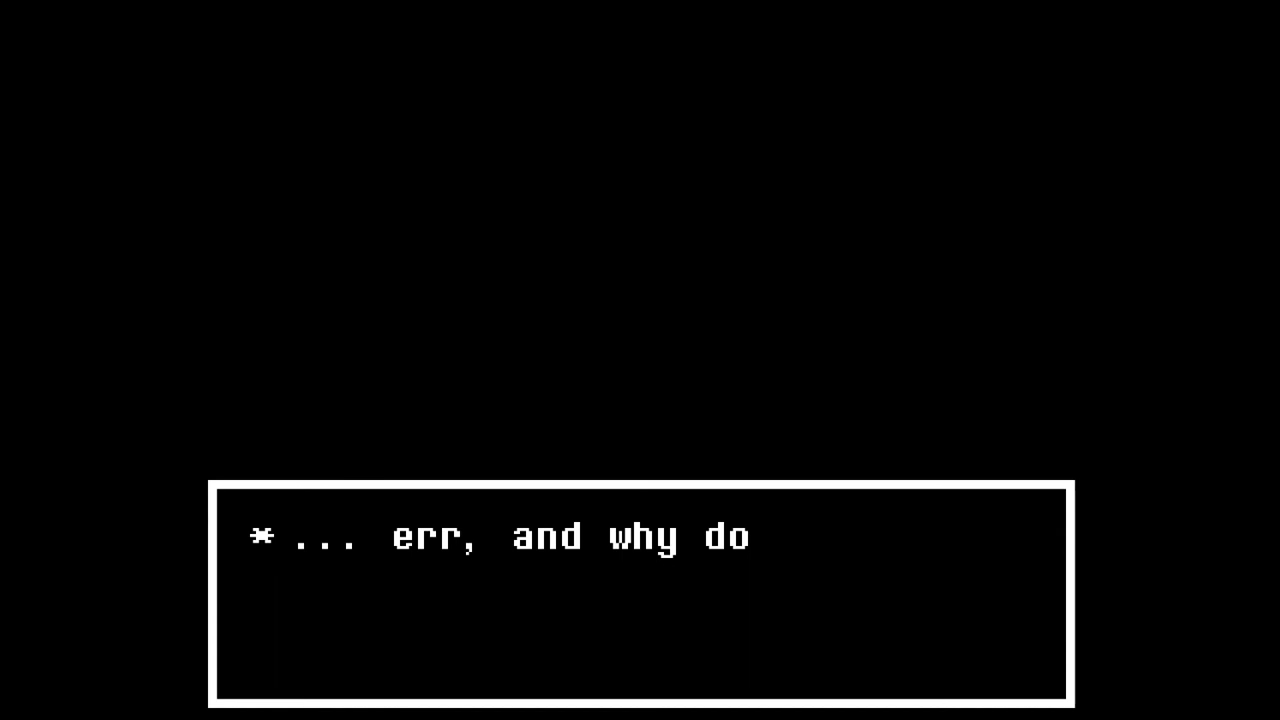 * ... err, and why do